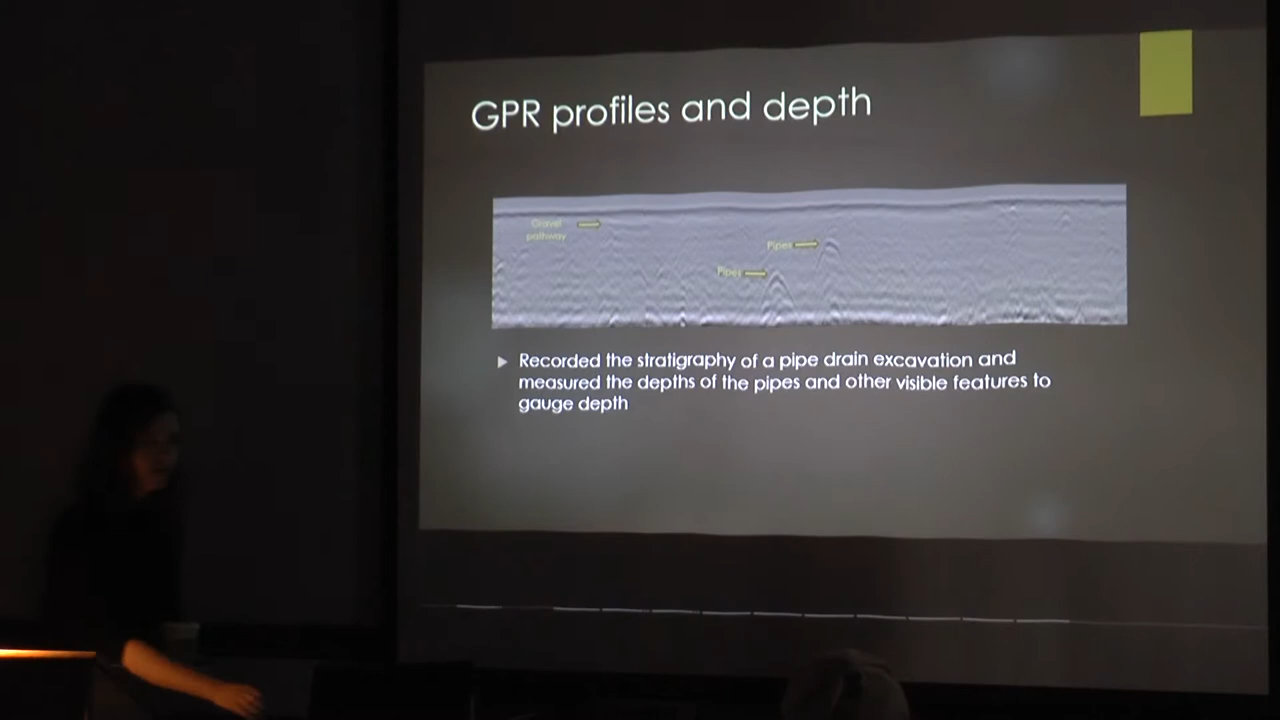 GPR profiles and depth
Gravel
pathway
Pipes
Pipes
Recorded the stratigraphy of a pipe drain excavation and
measured the depths of the pipes and other visible features to
gauge depth